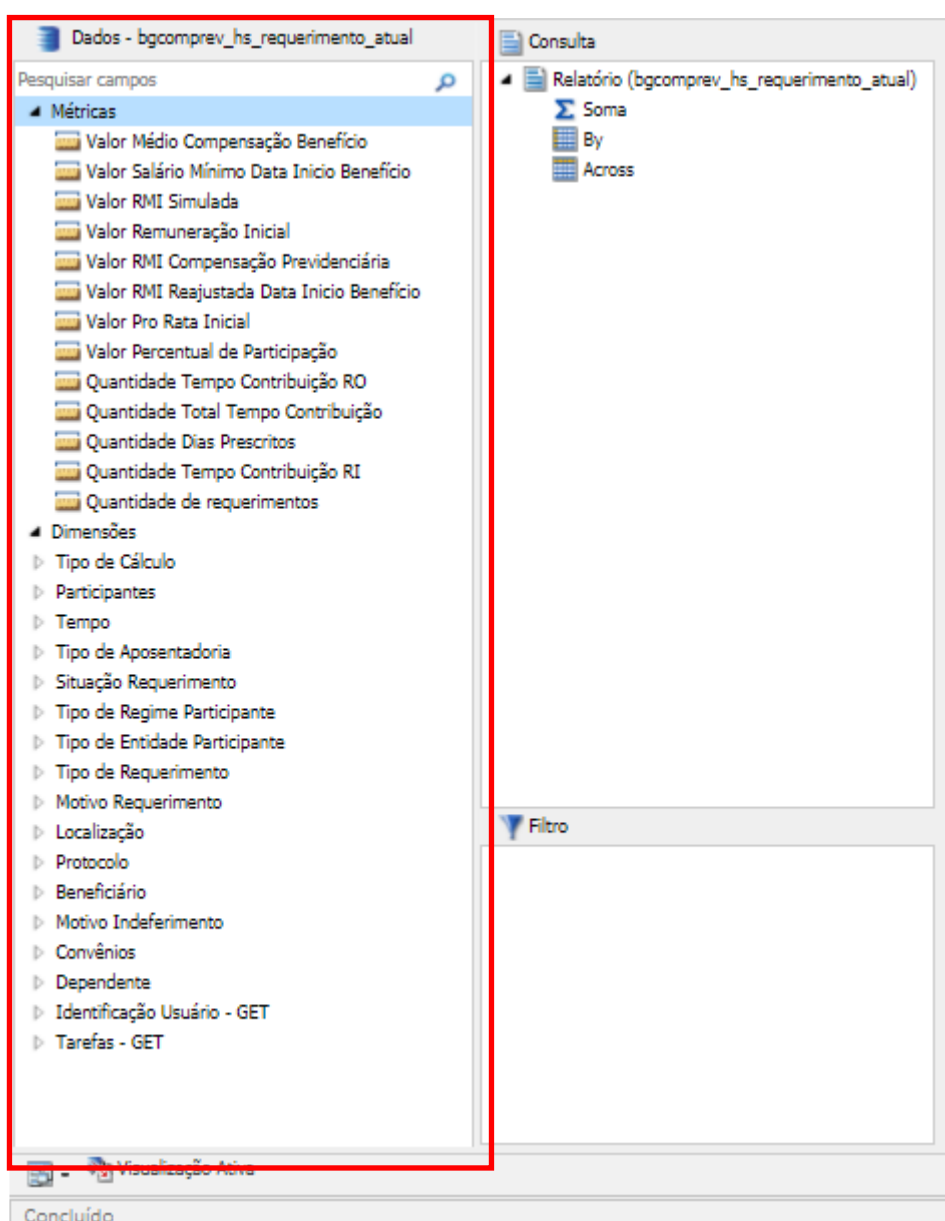 Dados - bgcomprev_hs_requerimento_atual
Pesquisar campos
Métricas
Valor Médio Compensação Benefício
Valor Salário Mínimo Data Inicio Benefício
Valor RMI Simulada
Valor Remuneração Inicial
Valor RMI Compensação Previdenciária
Valor RMI Reajustada Data Inicio Benefício
Valor Pro Rata Inicial
Valor Percentual de Participação
Quantidade Tempo Contribuição RO
Quantidade Total Tempo Contribuição
Quantidade Dias Prescritos
Quantidade Tempo Contribuição RI
Quantidade de requerimentos
Dimensões
Tipo de Cálculo
Participantes
Tempo
Tipo de Aposentadoria
Situação Requerimento
Tipo de Regime Participante
Tipo de Entidade Participante
Tipo de Requerimento
Motivo Requerimento
Localização
Protocolo
Beneficiário
Motivo Indeferimento
Convênios
Dependente
Identificação Usuário - GET
Tarefas - GET
Consulta
Relatório (bgcomprev_hs_requerimento_atual)
Soma
By
Across
Filtro
Visualização Ativa
Concluído